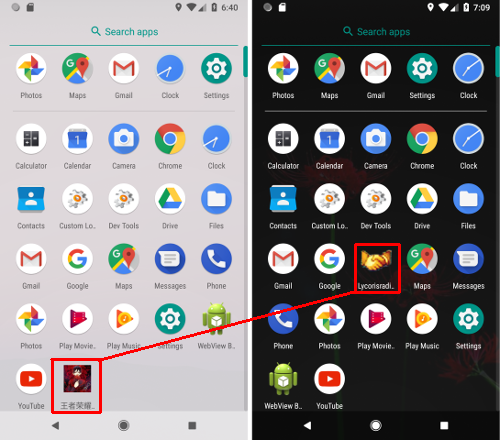 6:40
Search apps
Photos Maps Gmail Clock Settings
Calculator Calendar Camera Chrome Clock
Contacts Custom Lo.. Dev Tools Drive Files
Gmail Google Maps Messages Phone
Photos Play Movie.. Play Music Settings WebView B..
YouTube 王者荣耀..
7:09
Search apps
Photos Maps Gmail Settings Clock
Calculator Calendar Camera Chrome Clock
Contacts Custom Lo... Dev Tools Drive Files
Gmail Google Lycorisradi.. Maps Messages
Phone Photos Play Movie.. Play Music Settings
WebView B.. YouTube